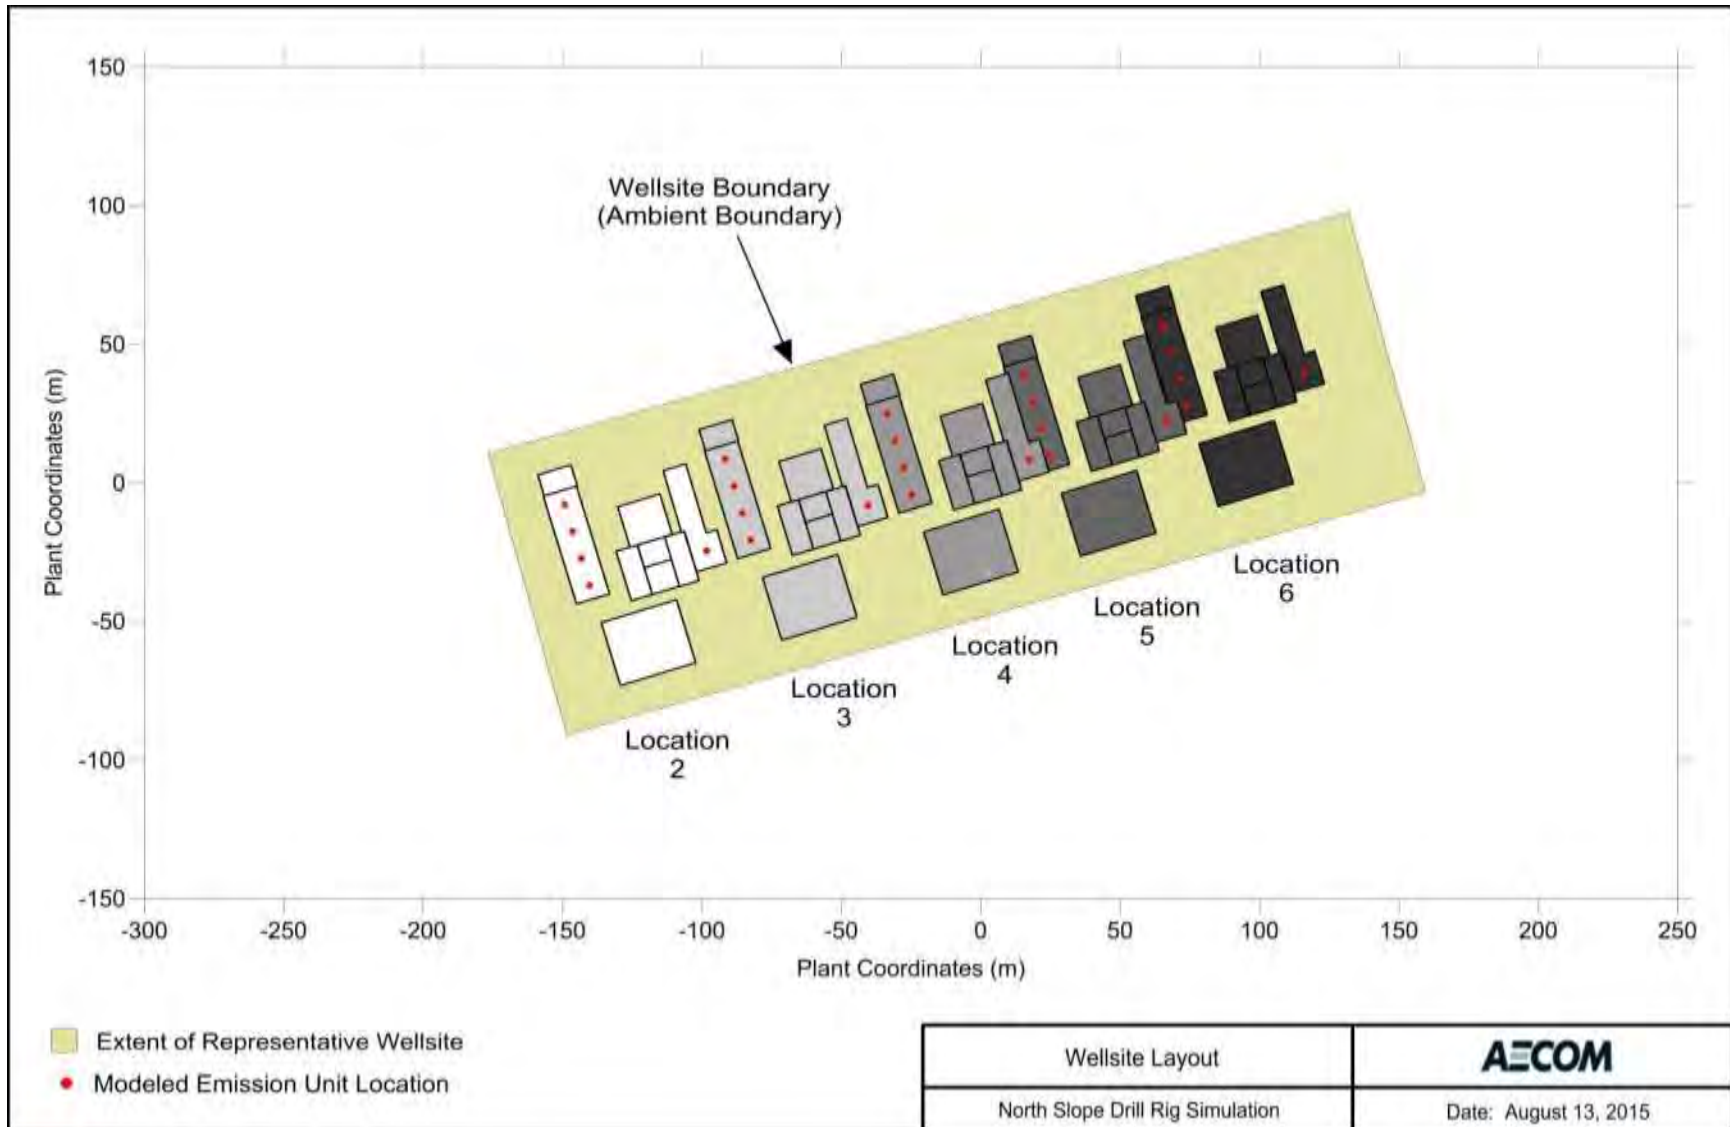 150
100
50
0
-50
-100
-150
Plant Coordinates (m)
Wellsite Boundary
(Ambient Boundary)
Location
2
Location
3
Location
4
Location
5
Location
6
-300
-250
-200
-150
-100
-50
0
50
100
150
200
250
Plant Coordinates (m)
Extent of Representative Wellsite
Modeled Emission Unit Location
Wellsite Layout
AECOM
North Slope Drill Rig Simulation
Date: August 13, 2015